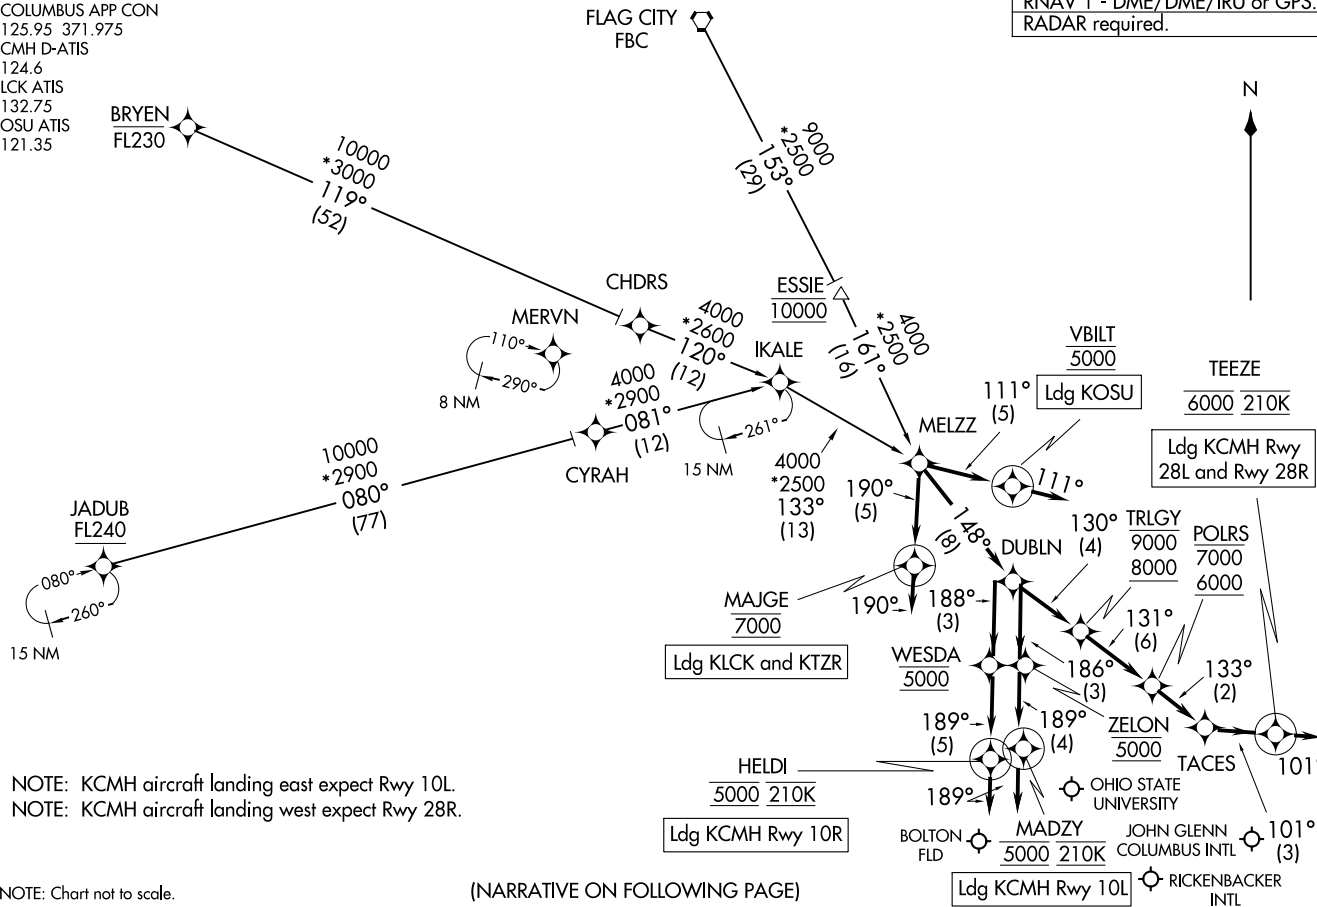 COLUMBUS APP CON
125.95 371.975
CMH D-ATIS
124.6
LCK ATIS
132.75
OSU ATIS
121.35
FLAG CITY
FBC
RNAV 1 - DME/DME/IRU or GPS.
RADAR required.
N
BRYEN
FL230
10000
*3000
119°
(52)
9000
*2500
153°
(29)
CHDRS
MERVN
110°
290°
8 NM
4000
*2600
120°
(12)
ESSIE
10000
4000
*2500
161°
(16)
IKALE
4000
*2900
081°
(12)
261°
15 NM
CYRAH
10000
*2900
080°
(77)
JADUB
FL240
080°
260°
15 NM
4000
*2500
133°
(13)
MELZZ
111°
(5)
VBILT
5000
Ldg KOSU
111°
TEEZE
6000 210K
Ldg KCMH Rwy
28L and Rwy 28R
190°
(5)
148°
(8)
MAJGE
7000
Ldg KLCK and KTZR
190°
DUBLN
130°
(4)
TRLGY
9000
8000
POLRS
7000
6000
188°
(3)
186°
(3)
131°
(6)
133°
(2)
WESDA
5000
ZELON
5000
TACES
101°
189°
(5)
189°
(4)
HELDI
5000 210K
Ldg KCMH Rwy 10R
189°
MADZY
5000 210K
Ldg KCMH Rwy 10L
OHIO STATE
UNIVERSITY
BOLTON
FLD
JOHN GLENN
COLUMBUS INTL
101°
(3)
RICKENBACKER
INTL
NOTE: KCMH aircraft landing east expect Rwy 10L.
NOTE: KCMH aircraft landing west expect Rwy 28R.
NOTE: Chart not to scale.
(NARRATIVE ON FOLLOWING PAGE)